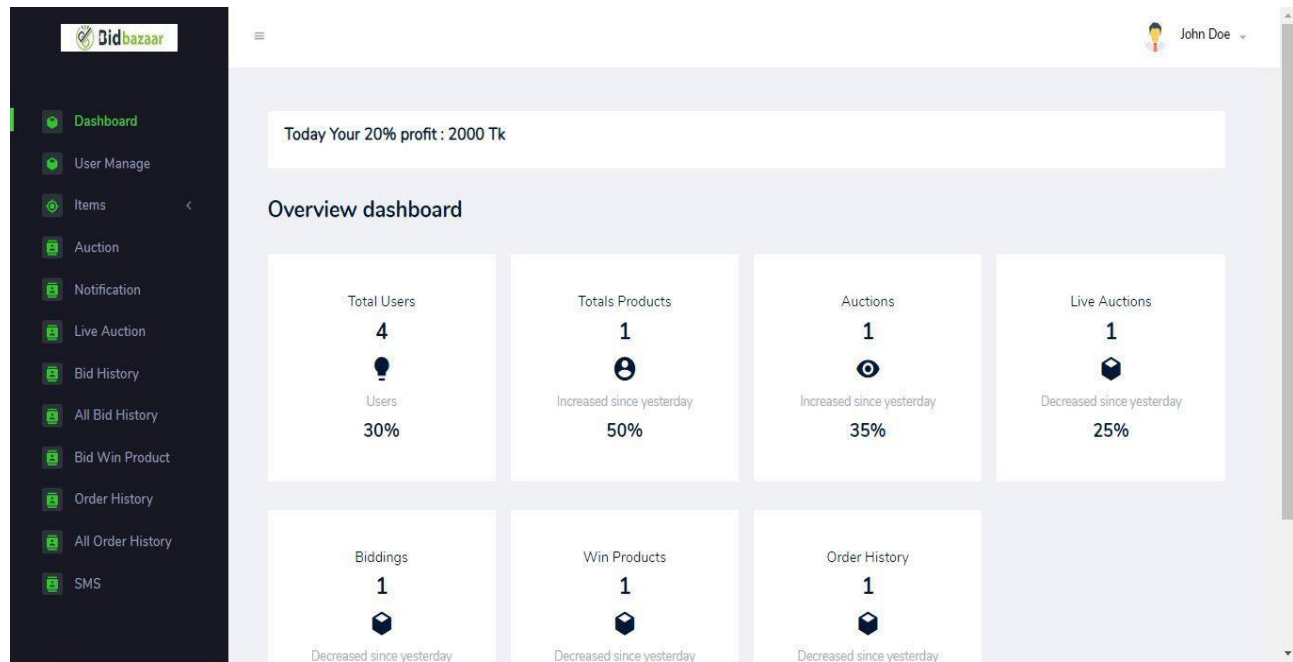 Bidbazaar
John Doe
Dashboard
User Manage
Items
Auction
Notification
Live Auction
Bid History
All Bid History
Bid Win Product
Order History
All Order History
SMS
Today Your 20% profit : 2000 Tk
Overview dashboard
Total Users
4
Users
30%
Totals Products
1
Increased since yesterday
50%
Auctions
1
Increased since yesterday
35%
Live Auctions
1
Decreased since yesterday
25%
Biddings
1
Decreased since yesterday
Win Products
1
Decreased since yesterday
Order History
1
Decreased since yesterday